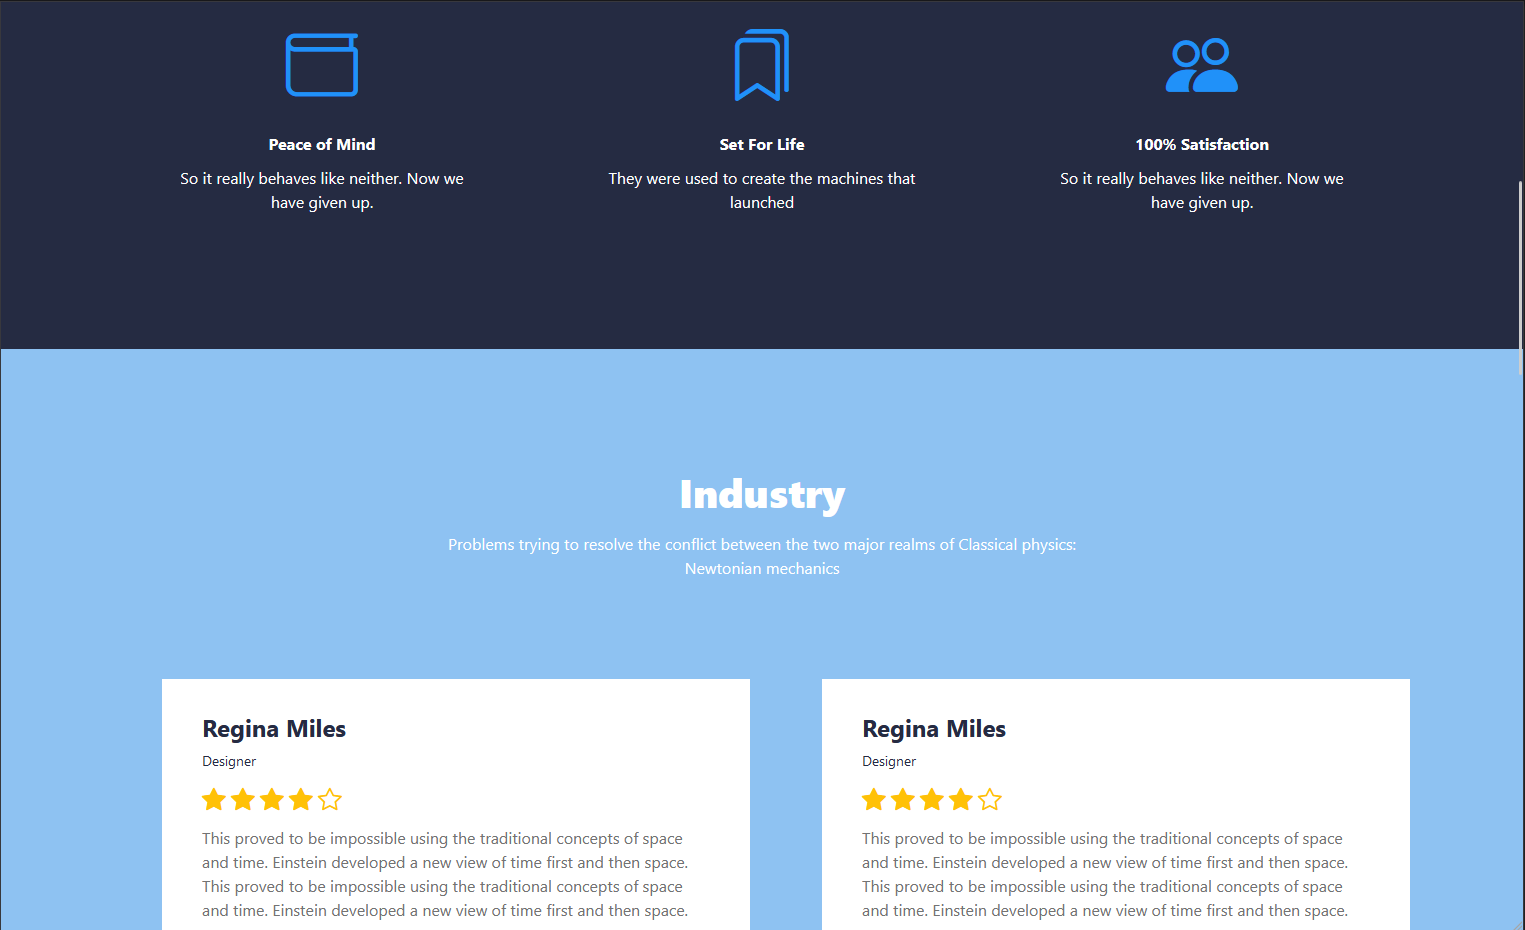 Peace of Mind
So it really behaves like neither. Now we
have given up.
Set For Life
They were used to create the machines that
launched
100% Satisfaction
So it really behaves like neither. Now we
have given up.
Industry
Problems trying to resolve the conflict between the two major realms of Classical physics:
Newtonian mechanics
Regina Miles
Designer
This proved to be impossible using the traditional concepts of space
and time. Einstein developed a new view of time first and then space.
This proved to be impossible using the traditional concepts of space
and time. Einstein developed a new view of time first and then space.
Regina Miles
Designer
This proved to be impossible using the traditional concepts of space
and time. Einstein developed a new view of time first and then space.
This proved to be impossible using the traditional concepts of space
and time. Einstein developed a new view of time first and then space.